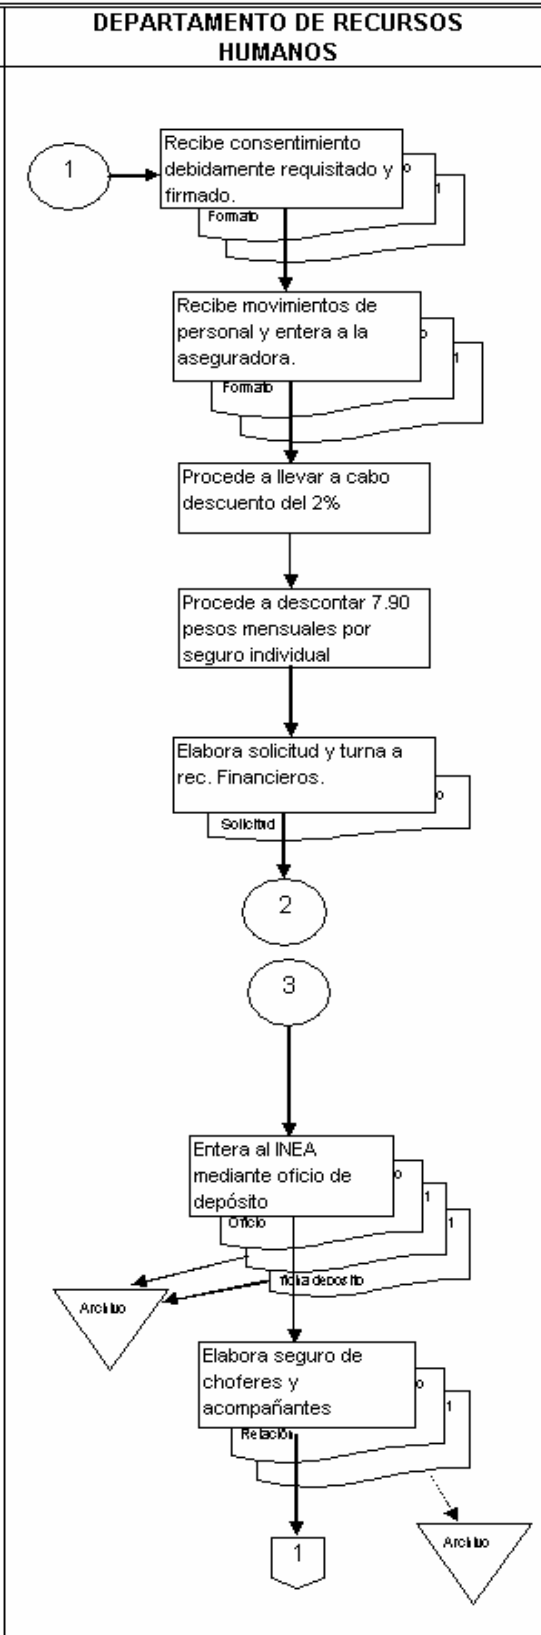 DEPARTAMENTO DE RECURSOS
HUMANOS
1
Recibe consentimiento
debidamente requisitado y
firmado.
o
1
Formato
Recibe movimientos de
personal y entera a la
aseguradora.
o
1
Formato
Procede a llevar a cabo
descuento del 2%
Procede a descontar 7.90
pesos mensuales por
seguro individual
Elabora solicitud y turna a
rec. Financieros.
o
Solicitud
2
3
Entera al INEA
mediante oficio de
depósito
o
1
1
Oficio
ficha deposito
Archivo
Elabora seguro de
choferes y
acompañantes
o
1
Relación
1
Archivo